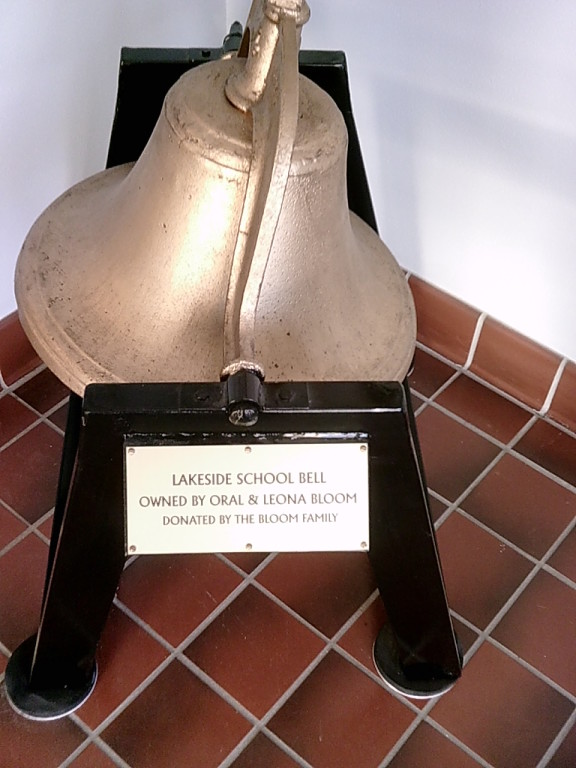 LAKESIDE SCHOOL BELL
OWNED BY ORAL & LEONA BLOOM
DONATED BY THE BLOOM FAMILY